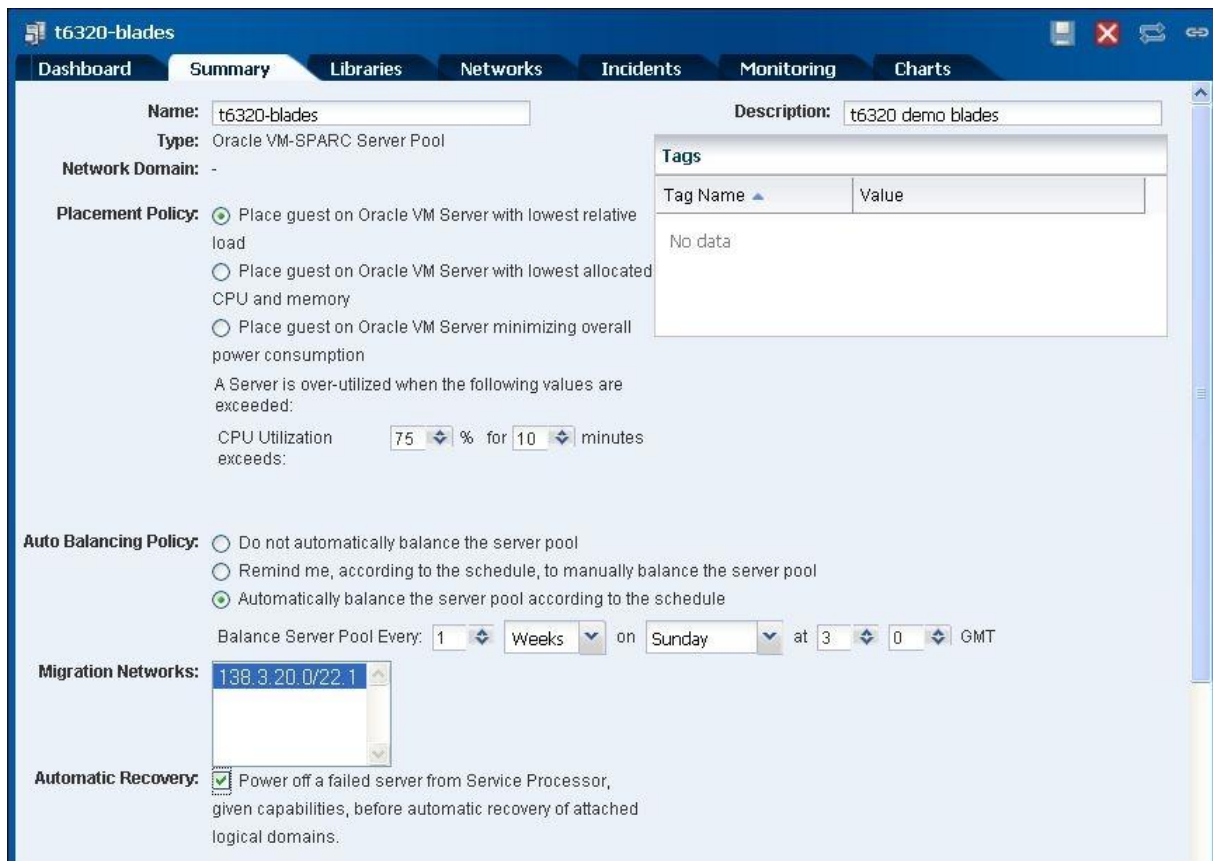 t6320-blades
Dashboard Summary Libraries Networks Incidents Monitoring Charts
Name: t6320-blades
Description: t6320 demo blades
Type: Oracle VM-SPARC Server Pool
Network Domain: -
Tags
Tag Name Value
No data
Placement Policy: Place guest on Oracle VM Server with lowest relative
load
Place guest on Oracle VM Server with lowest allocated
CPU and memory
Place guest on Oracle VM Server minimizing overall
power consumption
A Server is over-utilized when the following values are
exceeded:
CPU Utilization 75 % for 10 minutes
exceeds:
Auto Balancing Policy: Do not automatically balance the server pool
Remind me, according to the schedule, to manually balance the server pool
Automatically balance the server pool according to the schedule
Balance Server Pool Every: 1 Weeks on Sunday at 3 0 GMT
Migration Networks: 138.3.20.0/22.1
Automatic Recovery: Power off a failed server from Service Processor,
given capabilities, before automatic recovery of attached
logical domains.